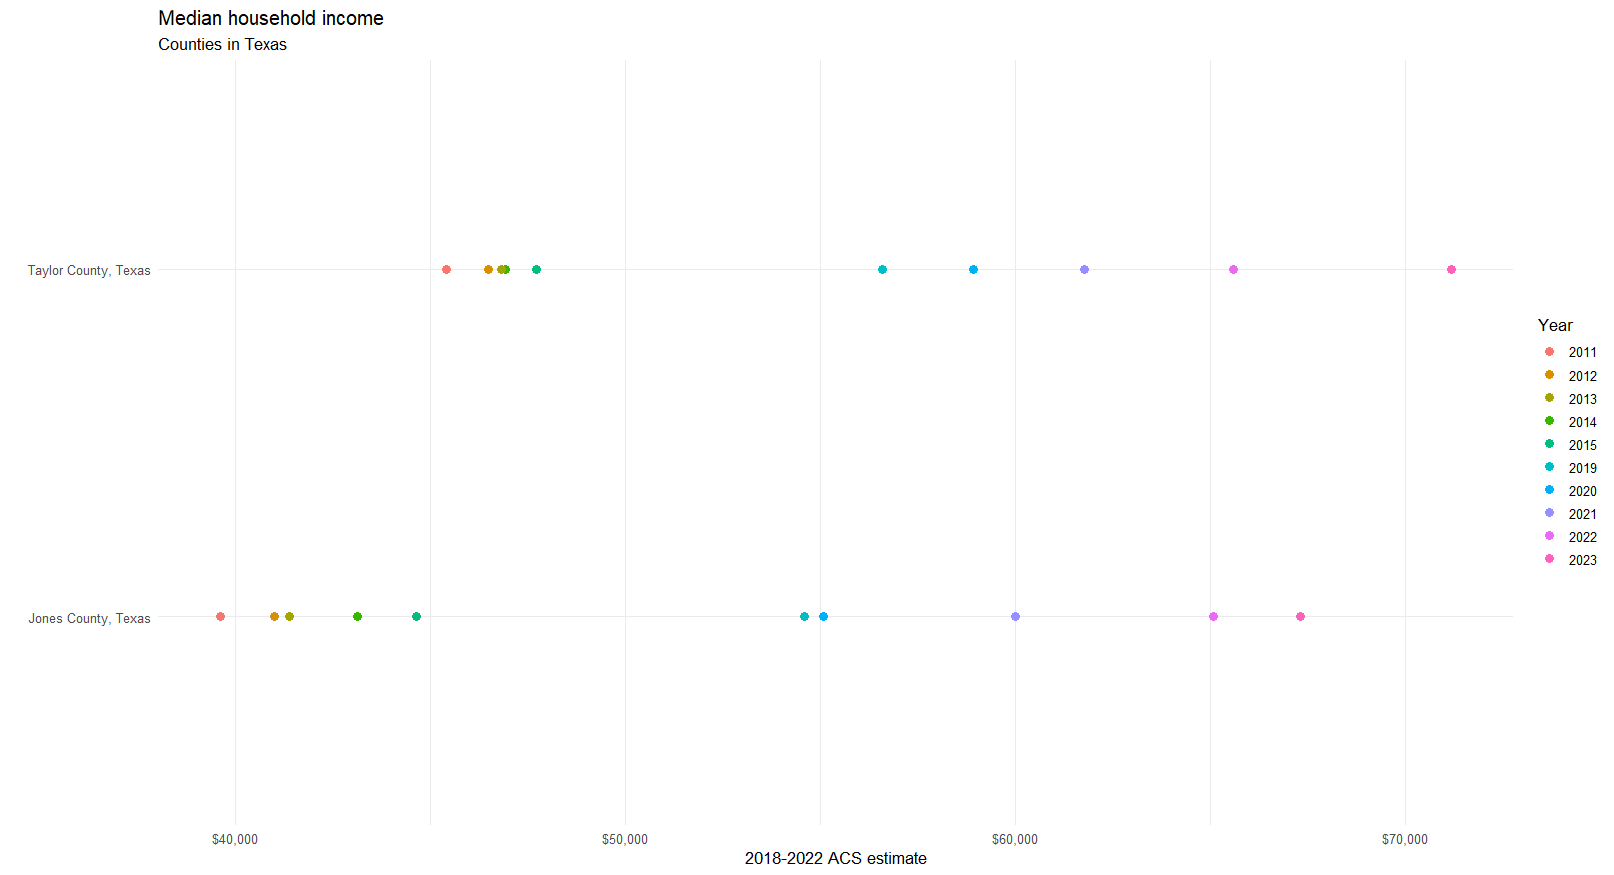 Median household income
Counties in Texas
Taylor County, Texas
Jones County, Texas
$40,000
$50,000
$60,000
$70,000
2018-2022 ACS estimate
Year
2011
2012
2013
2014
2015
2019
2020
2021
2022
2023